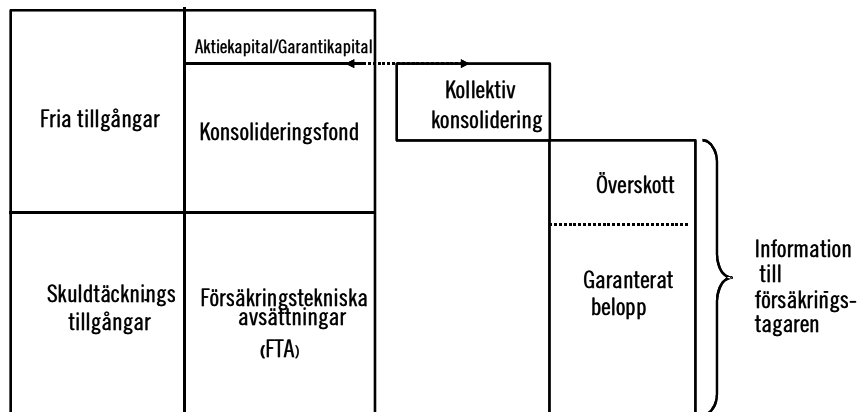 Aktiekapital/Garantikapital
Fria tillgångar
Konsolideringsfond
Kollektiv
konsolidering
Överskott
Skuldtäcknings
tillgångar
Försäkringstekniska
avsättningar
(FTA)
Garanterat
belopp
Information
till
försäkrings-
tagaren